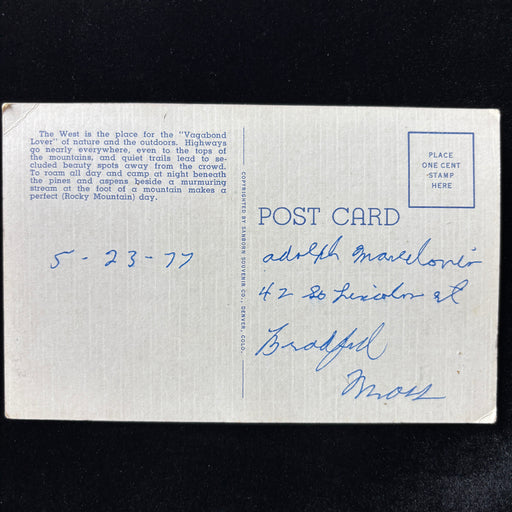 The West is the place for the "Vagabond
Lover" of nature and the outdoors. Highways
go nearly everywhere, even to the tops of
the mountains, and quiet trails lead to se-
cluded beauty spots away from the crowd.
To roam all day and camp at night beneath
the pines and aspens beside a murmuring
stream at the foot of a mountain makes a
perfect (Rocky Mountain) day.
5-23-77
COPYRIGHTED BY SANBORN SOUVENIR CO., DENVER, COLO.
PLACE
ONE CENT
STAMP
HERE
POST CARD
adolph
42 So Lincoln st
Bradford
Mass